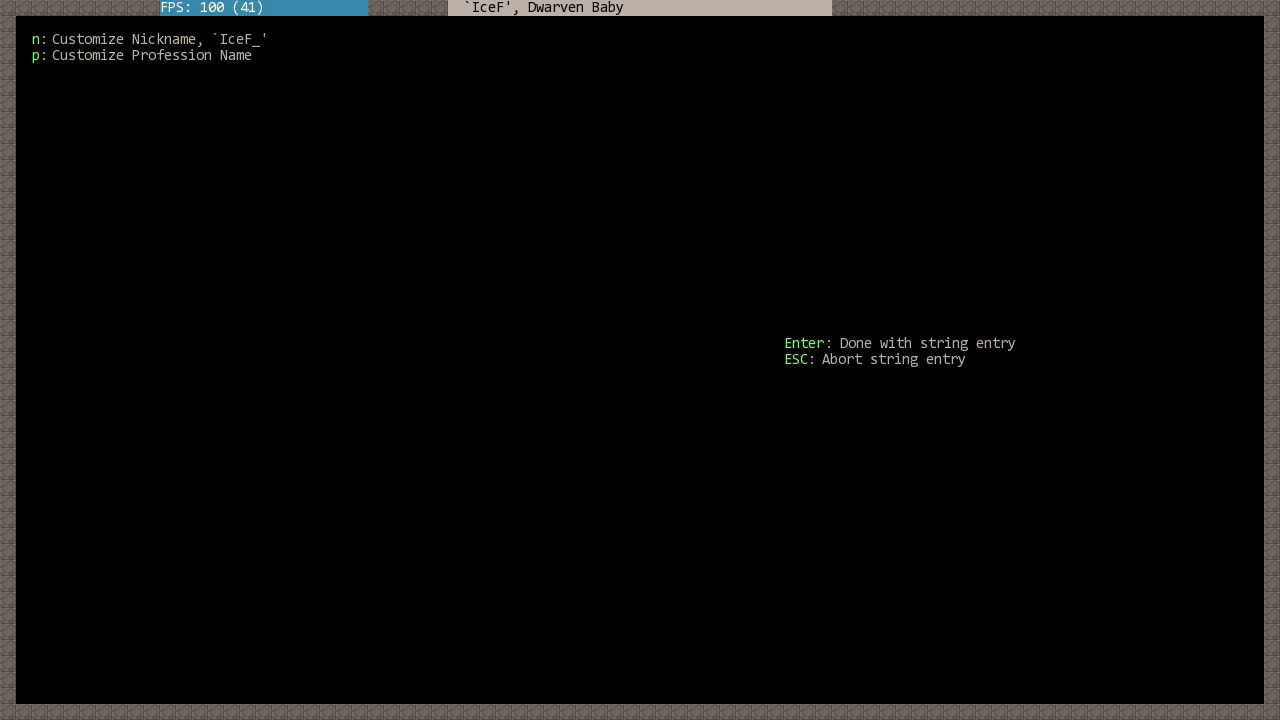 FPS: 100 (41)
`IceF', Dwarven Baby
n: Customize Nickname, `IceF_'
p: Customize Profession Name
Enter: Done with string entry
ESC: Abort string entry